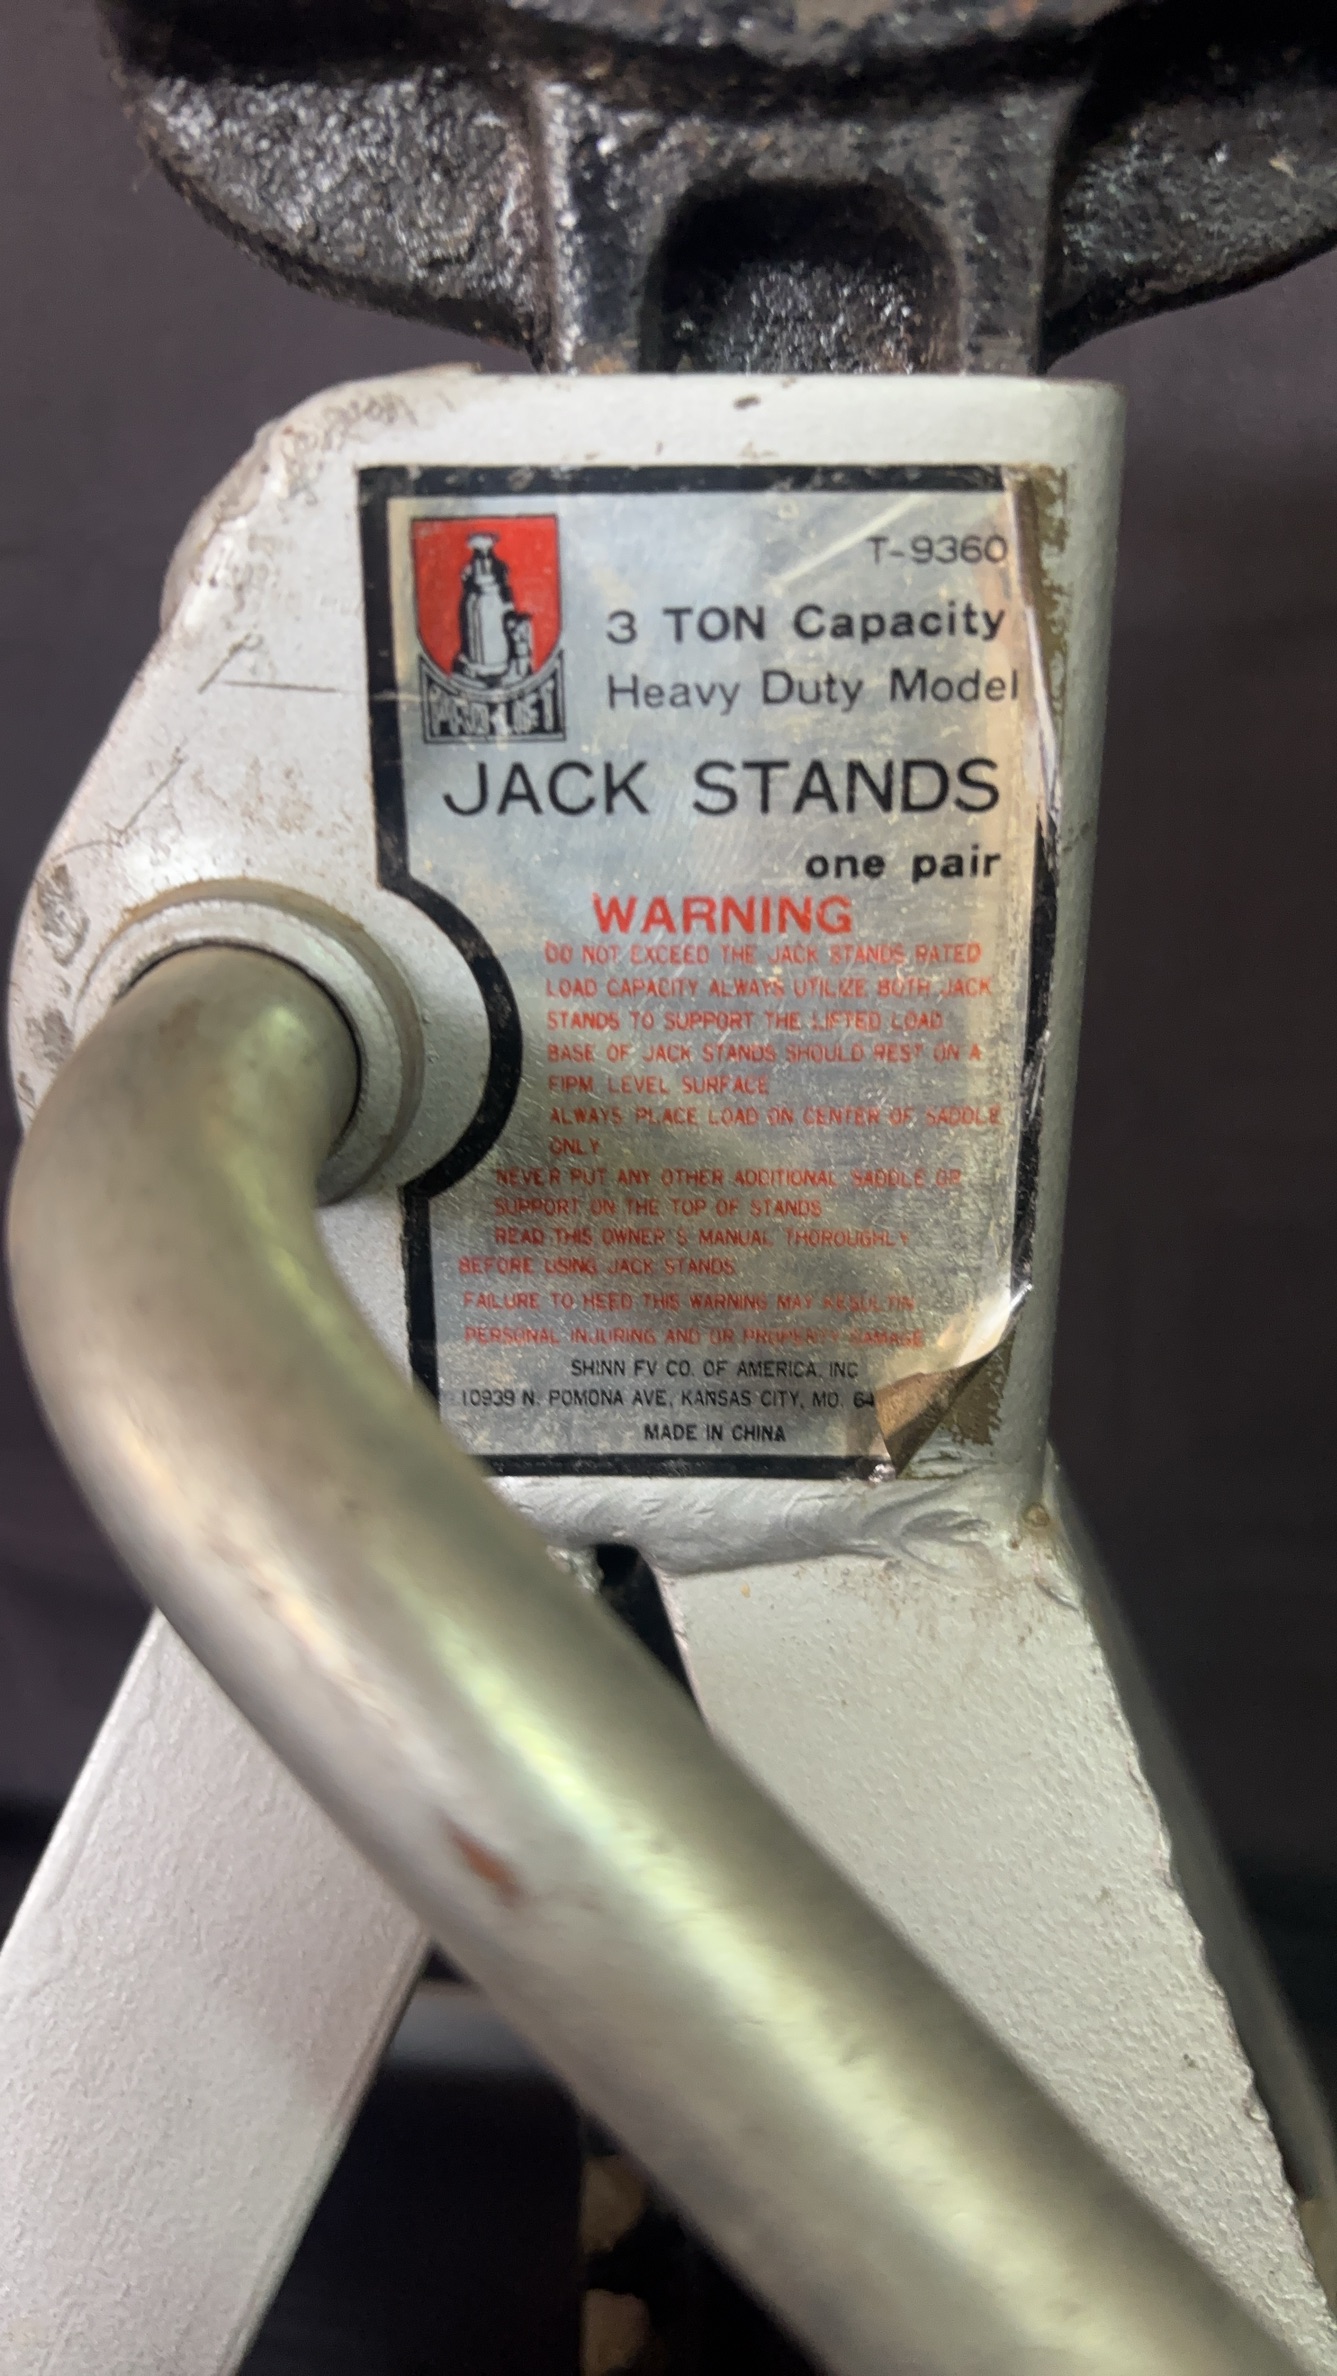 T-9360
PRO-LIFT
3 TON Capacity
Heavy Duty Model
JACK STANDS
one pair
WARNING
DO NOT EXCEED THE JACK STANDS RATED
LOAD CAPACITY ALWAYS UTILIZE BOTH JACK
STANDS TO SUPPORT THE LIFTED LOAD
BASE OF JACK STANDS SHOULD REST ON A
FIRM LEVEL SURFACE
ALWAYS PLACE LOAD ON CENTER OF SADDLE
ONLY
NEVER PUT ANY OTHER ADDITIONAL SADDLE OR
SUPPORT ON THE TOP OF STANDS
READ THIS OWNER'S MANUAL THOROUGHLY
BEFORE USING JACK STANDS
FAILURE TO HEED THIS WARNING MAY RESULT IN
PERSONAL INJURING AND OR PROPERTY DAMAGE
SHINN FV CO. OF AMERICA, INC
10939 N. POMONA AVE, KANSAS CITY, MO. 64
MADE IN CHINA